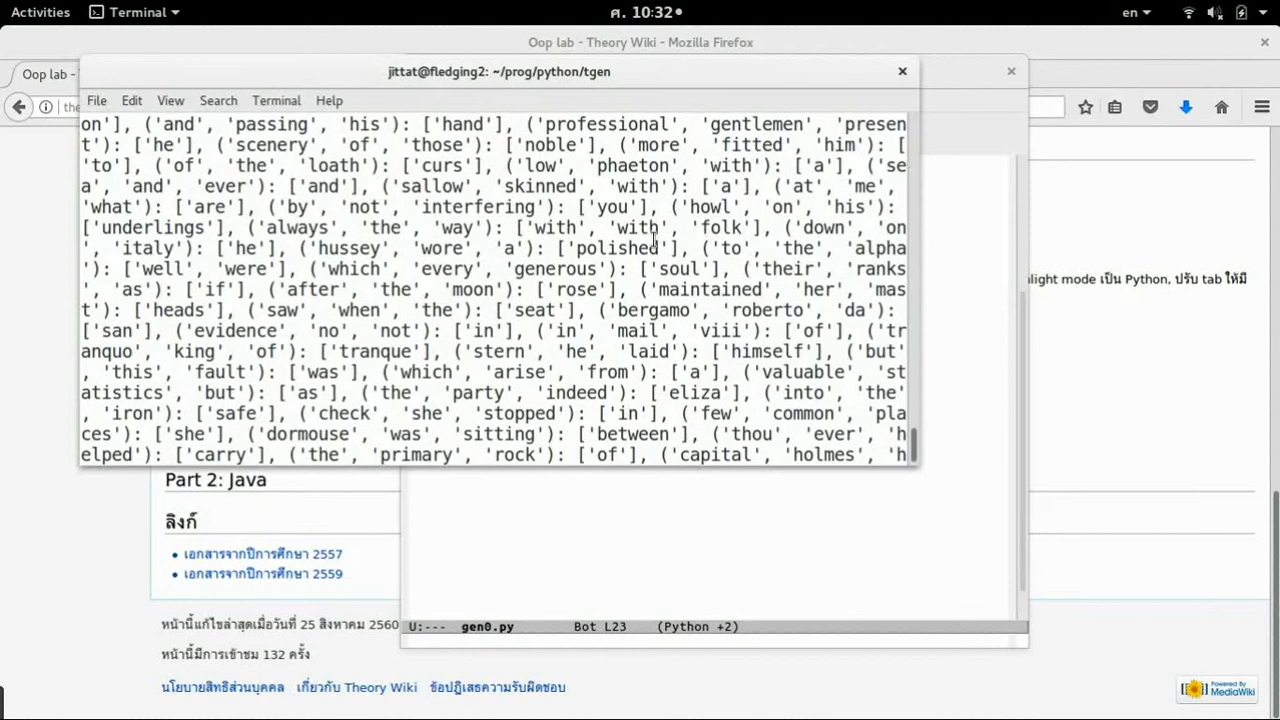 Activities Terminal ศ. 10:32 en
Oop lab - Theory Wiki - Mozilla Firefox
Oop lab -
jittat@fledging2: ~/prog/python/tgen
File Edit View Search Terminal Help
on'], ('and', 'passing', 'his'): ['hand'], ('professional', 'gentlemen', 'presen
t'): ['he'], ('scenery', 'of', 'those'): ['noble'], ('more', 'fitted', 'him'): [
'to'], ('of', 'the', 'loath'): ['curs'], ('low', 'phaeton', 'with'): ['a'], ('se
a', 'and', 'ever'): ['and'], ('sallow', 'skinned', 'with'): ['a'], ('at', 'me',
'what'): ['are'], ('by', 'not', 'interfering'): ['you'], ('howl', 'on', 'his'):
['underlings'], ('always', 'the', 'way'): ['with', 'with', 'folk'], ('down', 'on
', 'italy'): ['he'], ('hussey', 'wore', 'a'): ['polished'], ('to', 'the', 'alpha
'): ['well', 'were'], ('which', 'every', 'generous'): ['soul'], ('their', 'ranks
', 'as'): ['if'], ('after', 'the', 'moon'): ['rose'], ('maintained', 'her', 'mas
t'): ['heads'], ('saw', 'when', 'the'): ['seat'], ('bergamo', 'roberto', 'da'):
['san'], ('evidence', 'no', 'not'): ['in'], ('in', 'mail', 'viii'): ['of'], ('tr
anquo', 'king', 'of'): ['tranque'], ('stern', 'he', 'laid'): ['himself'], ('but'
, 'this', 'fault'): ['was'], ('which', 'arise', 'from'): ['a'], ('valuable', 'st
atistics', 'but'): ['as'], ('the', 'party', 'indeed'): ['eliza'], ('into', 'the'
, 'iron'): ['safe'], ('check', 'she', 'stopped'): ['in'], ('few', 'common', 'pla
ces'): ['she'], ('dormouse', 'was', 'sitting'): ['between'], ('thou', 'ever', 'h
elped'): ['carry'], ('the', 'primary', 'rock'): ['of'], ('capital', 'holmes', 'h
light mode เป็น Python, ปรับ tab ให้มี
Part 2: Java
ลิงก์
เอกสารจากปีการศึกษา 2557
เอกสารจากปีการศึกษา 2559
หน้านี้แก้ไขล่าสุดเมื่อวันที่ 25 สิงหาคม 2560
U:--- gen0.py Bot L23 (Python +2)
หน้านี้มีการเข้าชม 132 ครั้ง
นโยบายสิทธิส่วนบุคคล เกี่ยวกับ Theory Wiki ข้อปฏิเสธความรับผิดชอบ
Powered By
MediaWiki